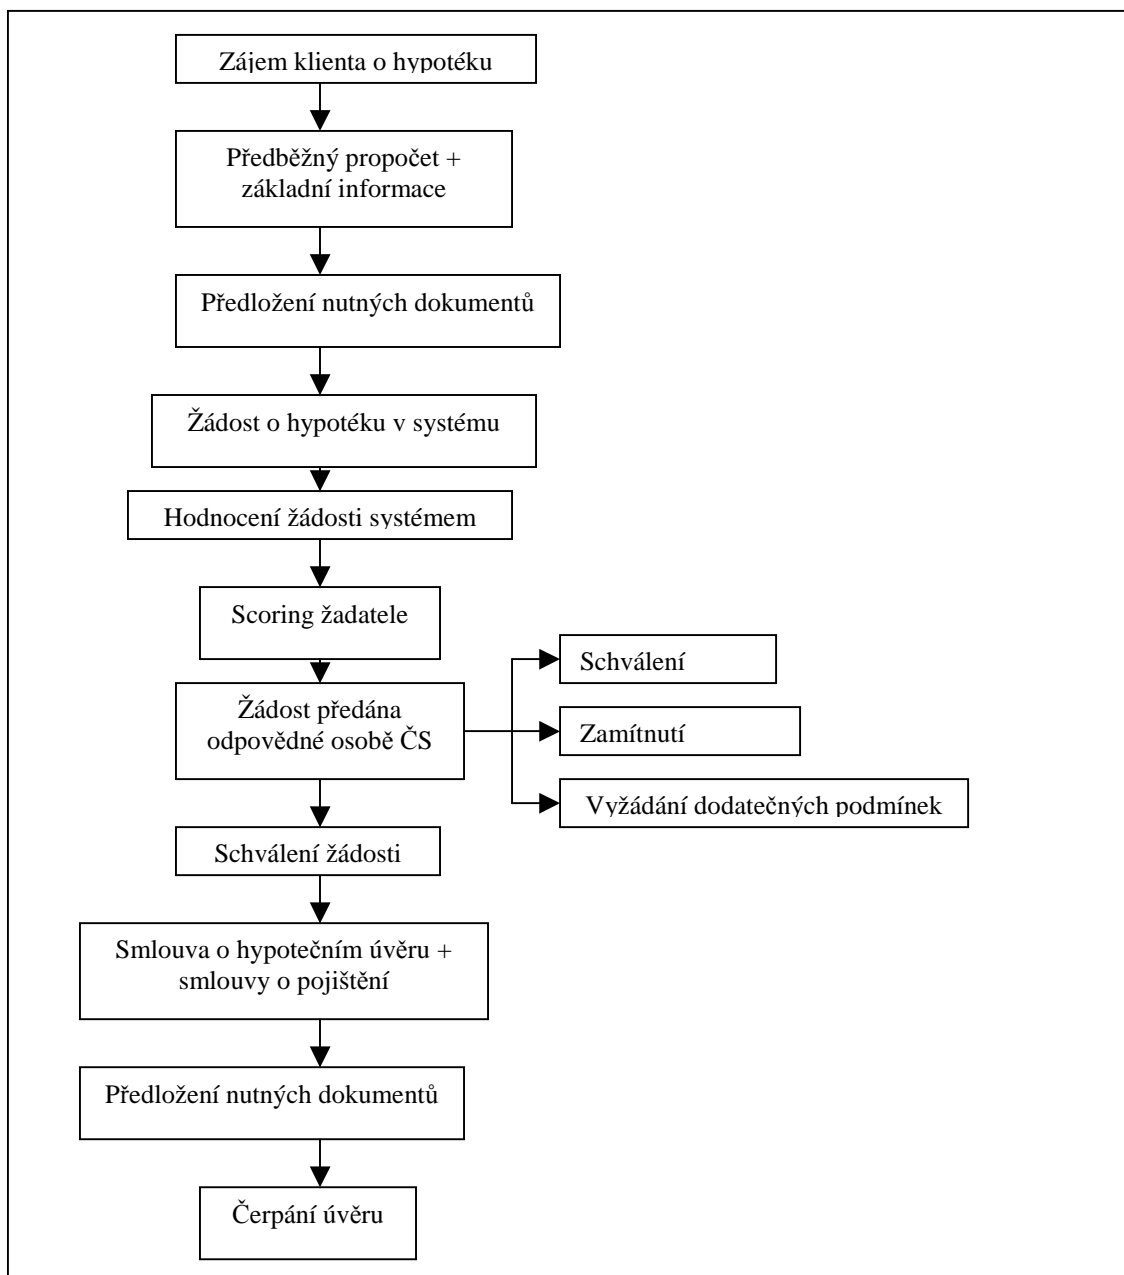 Zájem klienta o hypotéku
Předběžný propočet +
základní informace
Předložení nutných dokumentů
Žádost o hypotéku v systému
Hodnocení žádosti systémem
Scoring žadatele
Žádost předána
odpovědné osobě ČS
Schválení
Zamítnutí
Vyžádání dodatečných podmínek
Schválení žádosti
Smlouva o hypotečním úvěru +
smlouvy o pojištění
Předložení nutných dokumentů
Čerpání úvěru